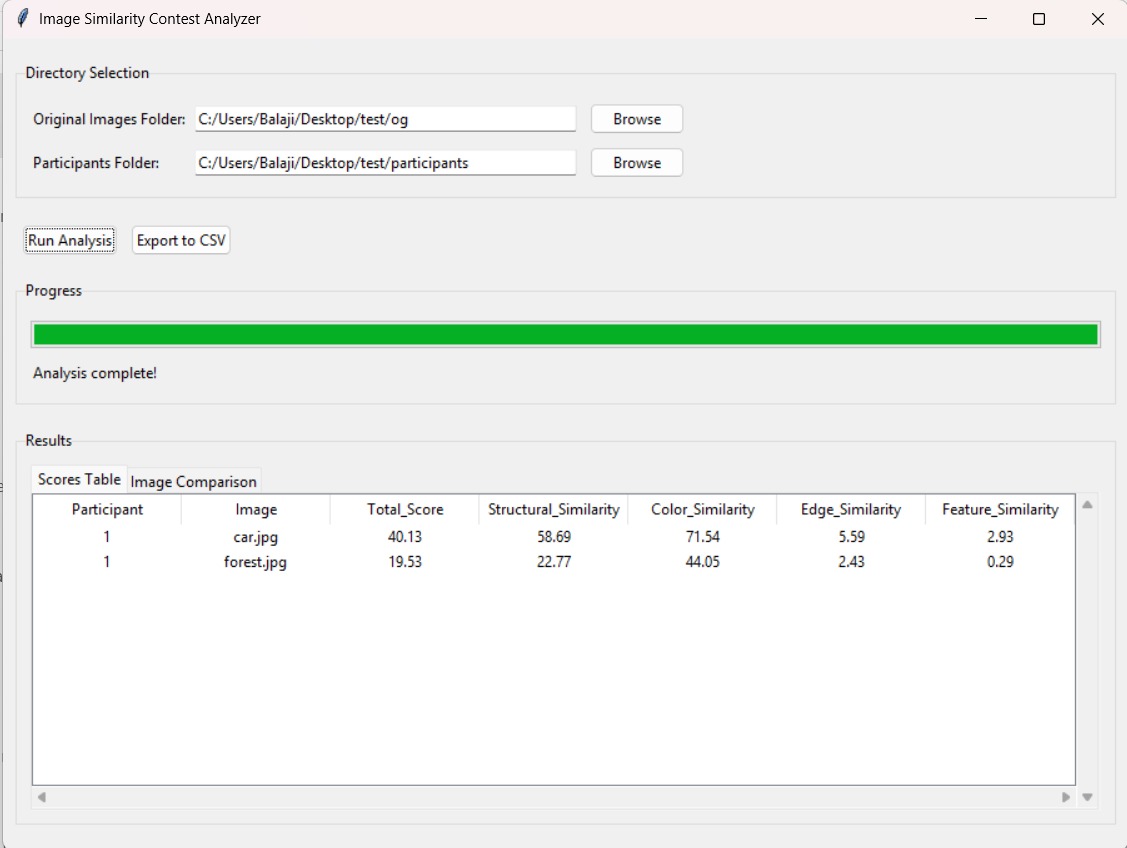 Image Similarity Contest Analyzer
Directory Selection
Original Images Folder: C:/Users/Balaji/Desktop/test/og Browse
Participants Folder: C:/Users/Balaji/Desktop/test/participants Browse
Run Analysis Export to CSV
Progress
Analysis complete!
Results
Scores Table Image Comparison
Participant Image Total_Score Structural_Similarity Color_Similarity Edge_Similarity Feature_Similarity
1 car.jpg 40.13 58.69 71.54 5.59 2.93
1 forest.jpg 19.53 22.77 44.05 2.43 0.29